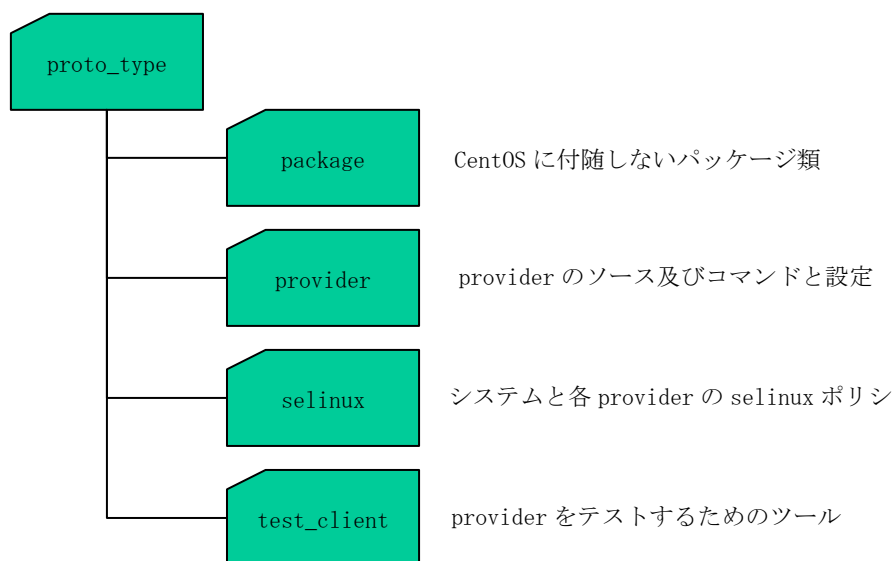 proto_type
package
CentOS に付随しないパッケージ類
provider
provider のソース及びコマンドと設定
selinux
システムと各 provider の selinux ポリシ
test_client
provider をテストするためのツール